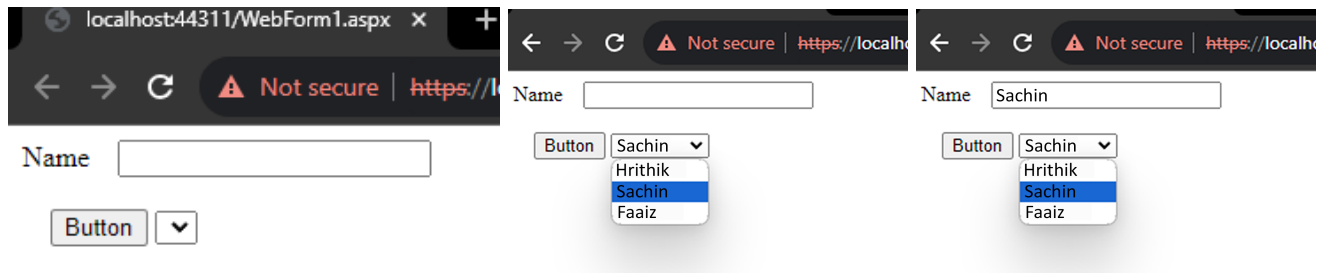 localhost:44311/WebForm1.aspx
Not secure | https://l
Name
Button
Not secure | https://localho
Name
Button Sachin
Hrithik
Sachin
Faaiz
Not secure | https://localh
Name Sachin
Button Sachin
Hrithik
Sachin
Faaiz